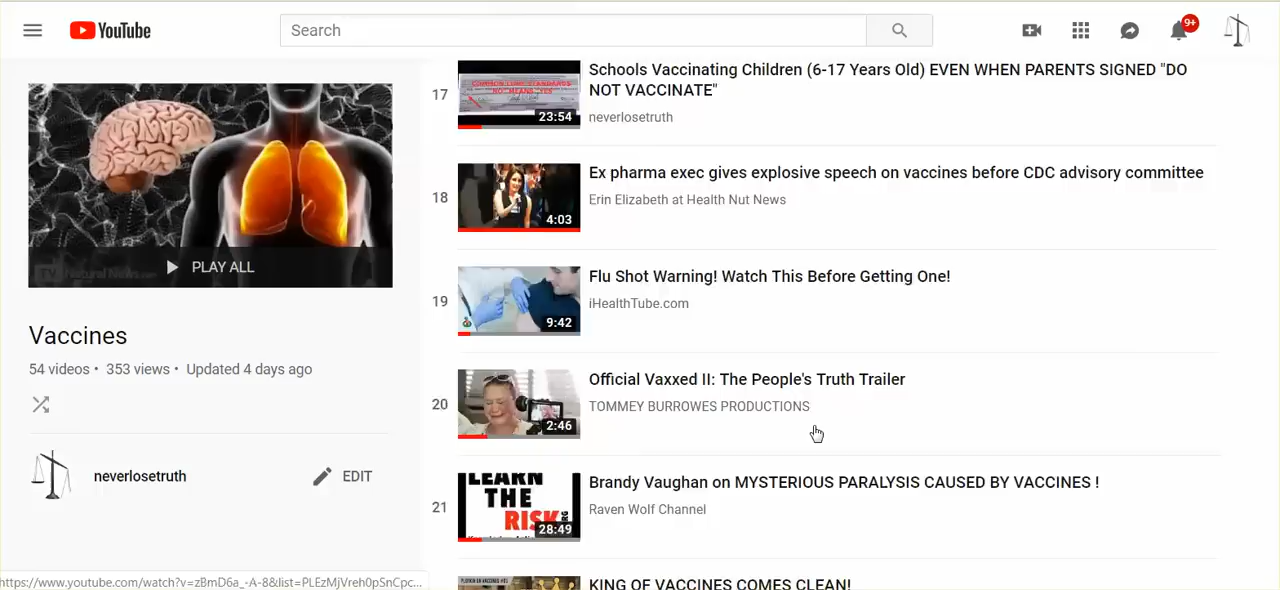 YouTube
Search
9+
17
23:54
Schools Vaccinating Children (6-17 Years Old) EVEN WHEN PARENTS SIGNED "DO
NOT VACCINATE"
neverlosetruth
18
4:03
Ex pharma exec gives explosive speech on vaccines before CDC advisory committee
Erin Elizabeth at Health Nut News
19
9:42
Flu Shot Warning! Watch This Before Getting One!
iHealthTube.com
20
2:46
Official Vaxxed II: The People's Truth Trailer
TOMMEY BURROWES PRODUCTIONS
21
LEARN
THE
RISK
28:49
Brandy Vaughan on MYSTERIOUS PARALYSIS CAUSED BY VACCINES !
Raven Wolf Channel
KING OF VACCINES COMES CLEAN!
TV NaturalNews.com
PLAY ALL
Vaccines
54 videos • 353 views • Updated 4 days ago
neverlosetruth
EDIT
https://www.youtube.com/watch?v=zBmD6a_-A-8&list=PLEzMjVreh0pSnCpc...